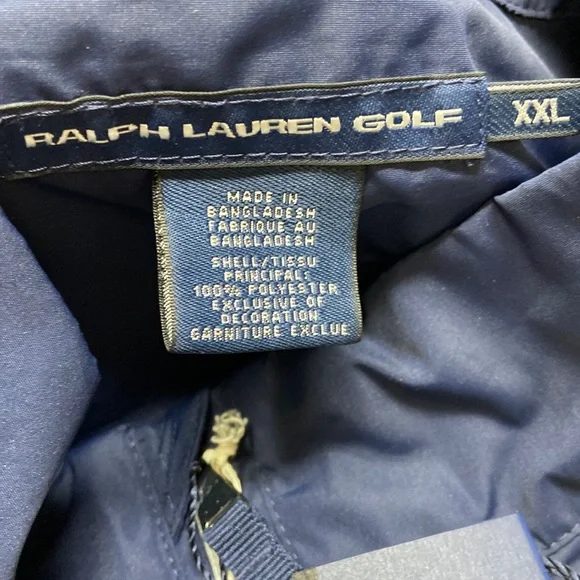 RALPH LAUREN GOLF XXL
MADE IN
BANGLADESH
FABRIQUE AU
BANGLADESH
SHELL/TISSU
PRINCIPAL:
100% POLYESTER
EXCLUSIVE OF
DECORATION
GARNITURE EXCLUE